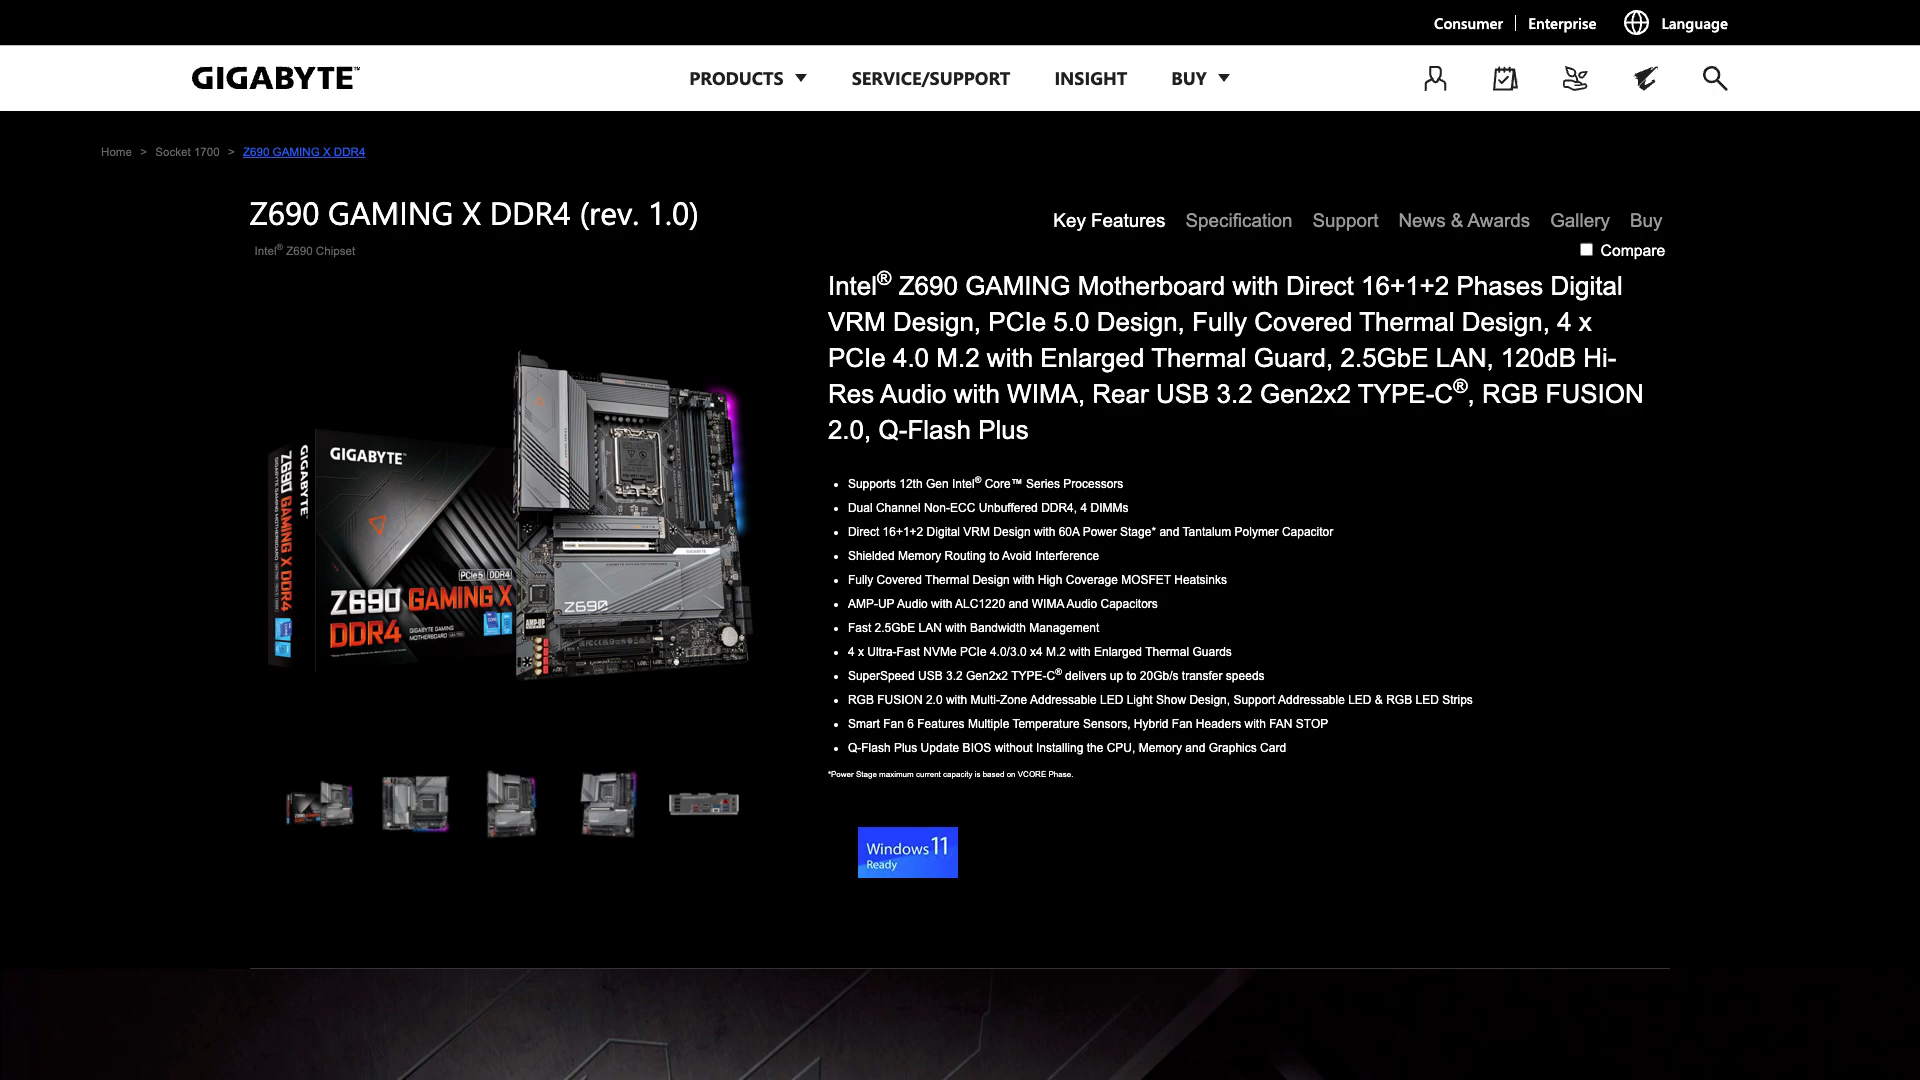 Consumer
Enterprise
Language
GIGABYTE™
PRODUCTS
SERVICE/SUPPORT
INSIGHT
BUY
Home > Socket 1700 > Z690 GAMING X DDR4
Z690 GAMING X DDR4 (rev. 1.0)
Intel® Z690 Chipset
Key Features
Specification
Support
News & Awards
Gallery
Buy
Compare
Intel® Z690 GAMING Motherboard with Direct 16+1+2 Phases Digital
VRM Design, PCIe 5.0 Design, Fully Covered Thermal Design, 4 x
PCIe 4.0 M.2 with Enlarged Thermal Guard, 2.5GbE LAN, 120dB Hi-
Res Audio with WIMA, Rear USB 3.2 Gen2x2 TYPE-C®, RGB FUSION
2.0, Q-Flash Plus
Supports 12th Gen Intel® Core™ Series Processors
Dual Channel Non-ECC Unbuffered DDR4, 4 DIMMs
Direct 16+1+2 Digital VRM Design with 60A Power Stage* and Tantalum Polymer Capacitor
Shielded Memory Routing to Avoid Interference
Fully Covered Thermal Design with High Coverage MOSFET Heatsinks
AMP-UP Audio with ALC1220 and WIMA Audio Capacitors
Fast 2.5GbE LAN with Bandwidth Management
4 x Ultra-Fast NVMe PCIe 4.0/3.0 x4 M.2 with Enlarged Thermal Guards
SuperSpeed USB 3.2 Gen2x2 TYPE-C® delivers up to 20Gb/s transfer speeds
RGB FUSION 2.0 with Multi-Zone Addressable LED Light Show Design, Support Addressable LED & RGB LED Strips
Smart Fan 6 Features Multiple Temperature Sensors, Hybrid Fan Headers with FAN STOP
Q-Flash Plus Update BIOS without Installing the CPU, Memory and Graphics Card
*Power Stage maximum current capacity is based on VCORE Phase.
Windows 11
Ready
GIGABYTE™
Z690 GAMING X DDR4
GIGABYTE™
PCIe 5 DDR4
Z690 GAMING X
DDR4
GIGABYTE GAMING
MOTHERBOARD
GIGABYTE
Z690
AMP-UP